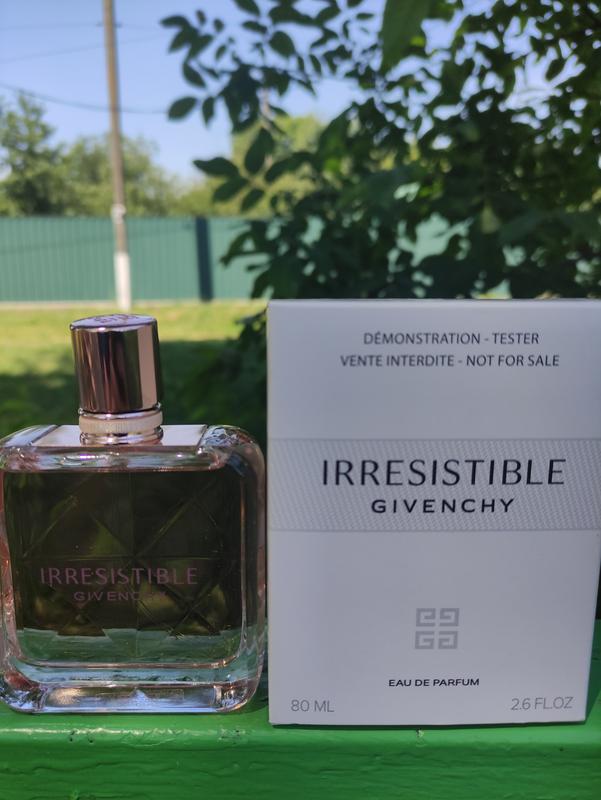 DÉMONSTRATION - TESTER
VENTE INTERDITE - NOT FOR SALE
IRRESISTIBLE
GIVENCHY
EAU DE PARFUM
80 ML
2.6 FL.OZ
IRRESISTIBLE
GIVENCHY